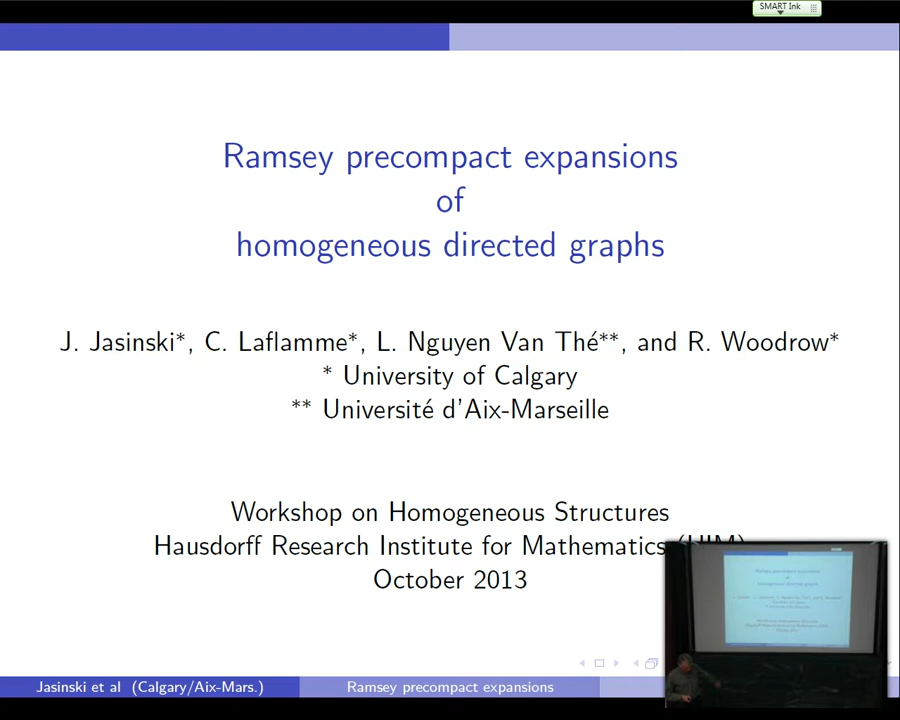 SMART Ink
Ramsey precompact expansions
of
homogeneous directed graphs
J. Jasinski*, C. Laflamme*, L. Nguyen Van Thé**, and R. Woodrow*
* University of Calgary
** Université d'Aix-Marseille
Workshop on Homogeneous Structures
Hausdorff Research Institute for Mathematics (HIM)
October 2013
Jasinski et al (Calgary/Aix-Mars.)
Ramsey precompact expansions